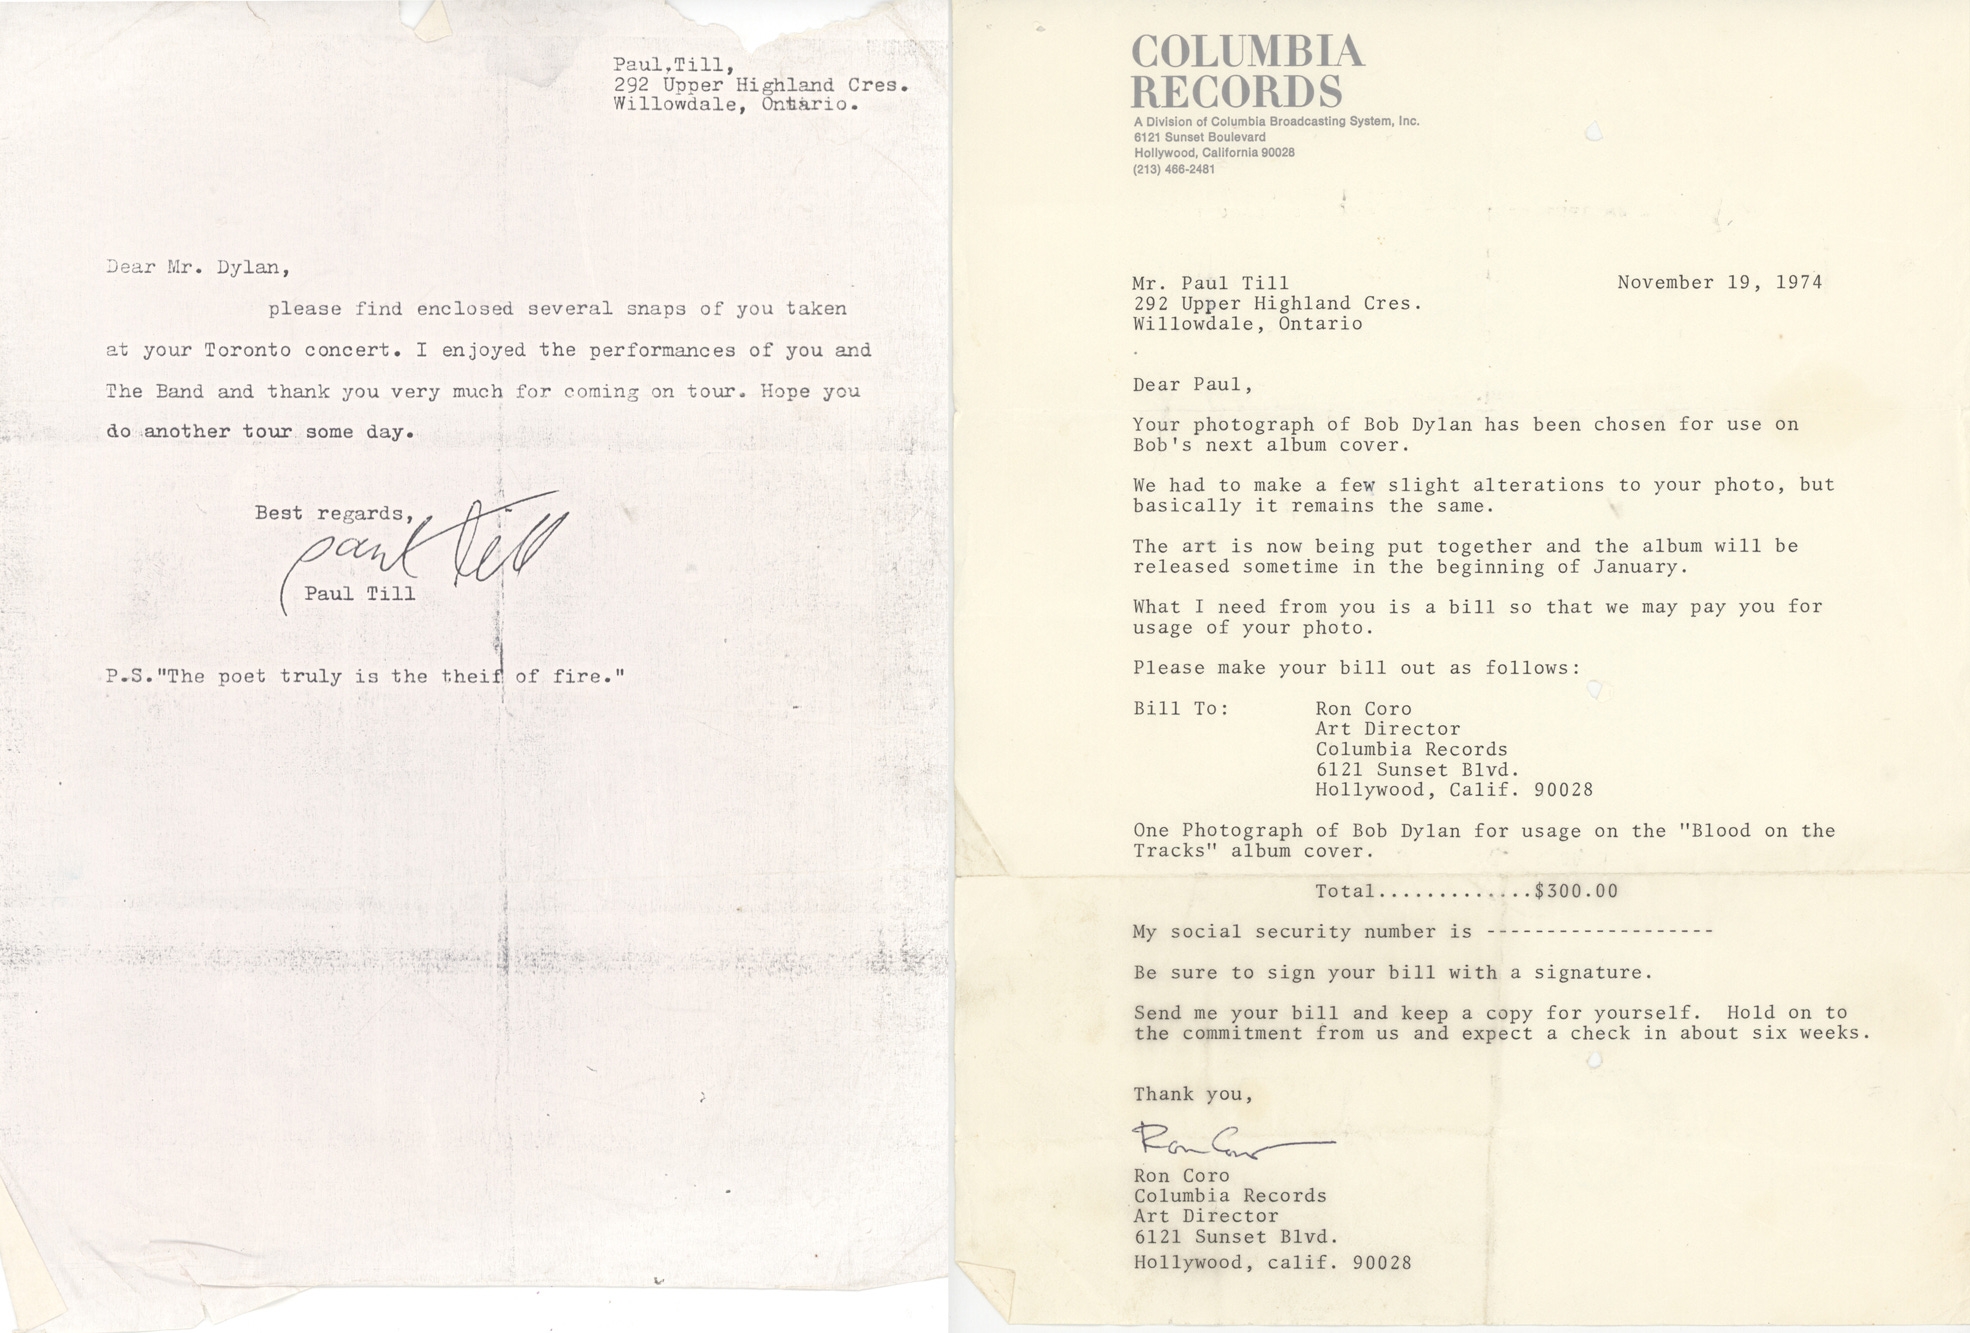 Paul,Till,
292 Upper Highland Cres.
Willowdale, Ontario.
Dear Mr. Dylan,
please find enclosed several snaps of you taken
at your Toronto concert. I enjoyed the performances of you and
The Band and thank you very much for coming on tour. Hope you
do another tour some day.
Best regards,
Paul Till
Paul Till
P.S."The poet truly is the theif of fire."
COLUMBIA
RECORDS
A Division of Columbia Broadcasting System, Inc.
6121 Sunset Boulevard
Hollywood, California 90028
(213) 466-2481
Mr. Paul Till November 19, 1974
292 Upper Highland Cres.
Willowdale, Ontario
Dear Paul,
Your photograph of Bob Dylan has been chosen for use on
Bob's next album cover.
We had to make a few slight alterations to your photo, but
basically it remains the same.
The art is now being put together and the album will be
released sometime in the beginning of January.
What I need from you is a bill so that we may pay you for
usage of your photo.
Please make your bill out as follows:
Bill To: Ron Coro
Art Director
Columbia Records
6121 Sunset Blvd.
Hollywood, Calif. 90028
One Photograph of Bob Dylan for usage on the "Blood on the
Tracks" album cover.
Total.............$300.00
My social security number is -------------------
Be sure to sign your bill with a signature.
Send me your bill and keep a copy for yourself. Hold on to
the commitment from us and expect a check in about six weeks.
Thank you,
Ron Coro
Ron Coro
Columbia Records
Art Director
6121 Sunset Blvd.
Hollywood, calif. 90028